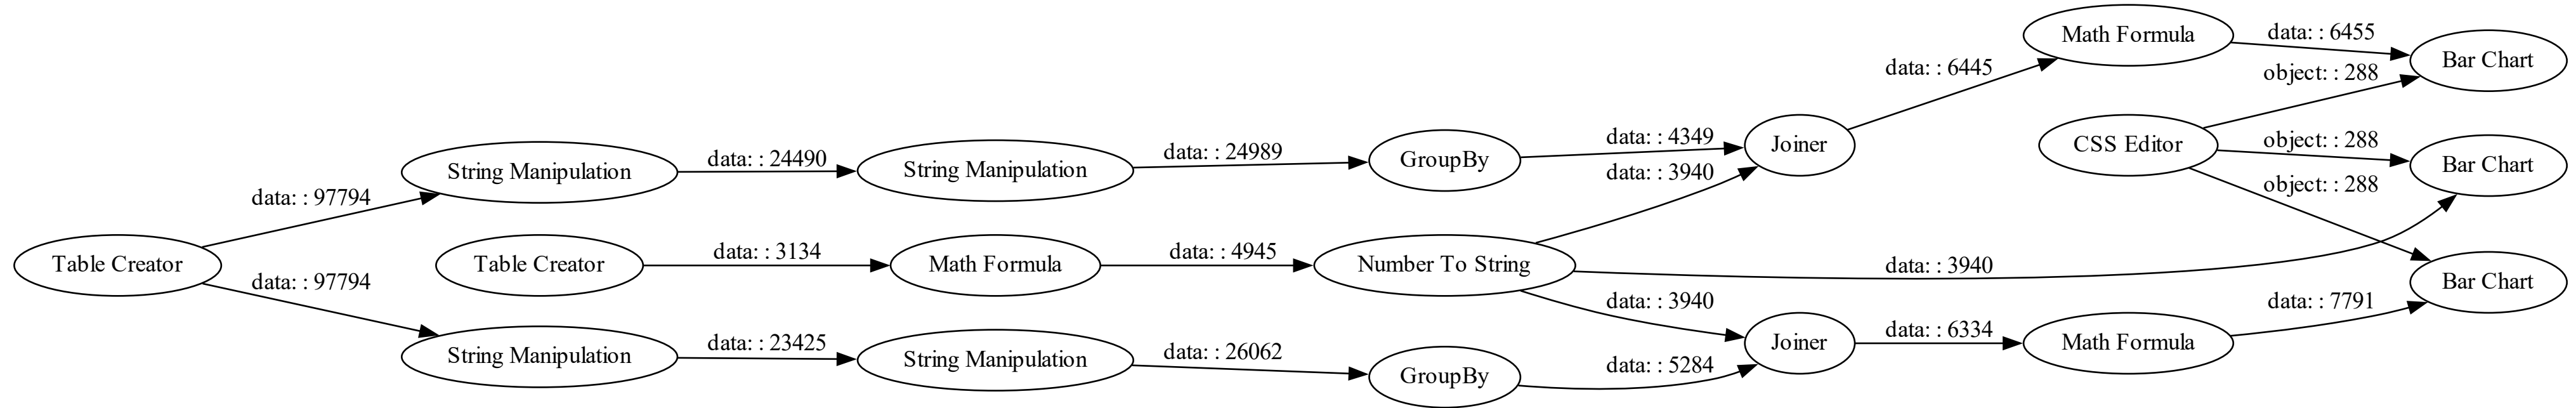 Math Formula
data: : 6455
Bar Chart
data: : 6445
object: : 288
data: : 4349
Joiner
CSS Editor
object: : 288
Bar Chart
String Manipulation
data: : 24490
String Manipulation
data: : 24989
GroupBy
data: : 3940
object: : 288
data: : 97794
Table Creator
Table Creator
data: : 3134
Math Formula
data: : 4945
Number To String
data: : 3940
Bar Chart
data: : 97794
data: : 3940
data: : 7791
String Manipulation
data: : 23425
String Manipulation
data: : 26062
GroupBy
data: : 5284
Joiner
data: : 6334
Math Formula